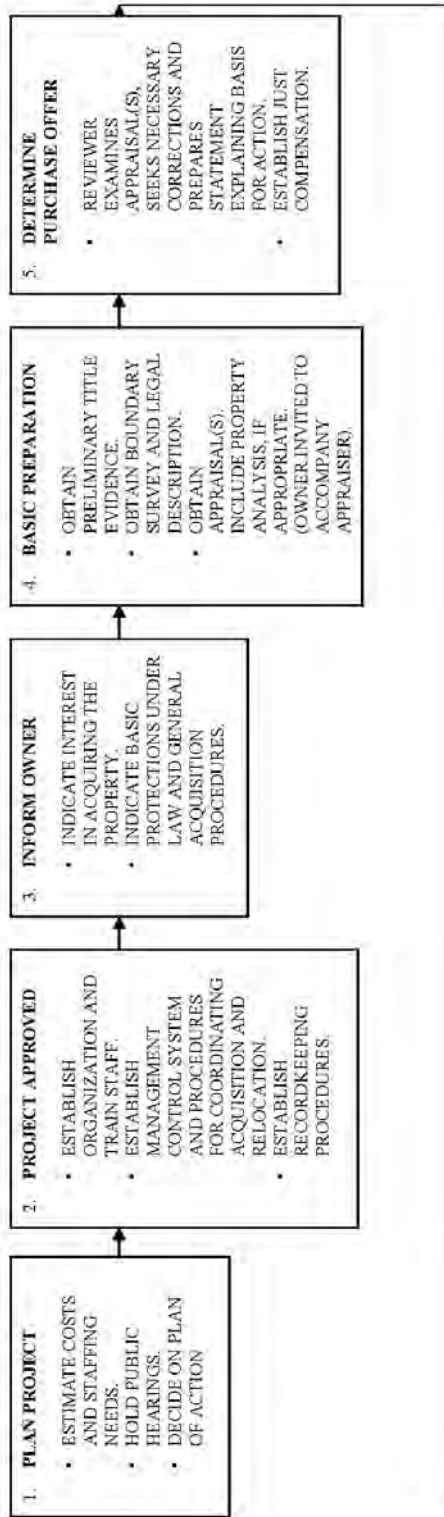 1. PLAN PROJECT
• ESTIMATE COSTS
AND STAFFING
NEEDS.
• HOLD PUBLIC
HEARINGS.
• DECIDE ON PLAN
OF ACTION
2. PROJECT APPROVED
• ESTABLISH
ORGANIZATION AND
TRAIN STAFF.
• ESTABLISH
MANAGEMENT
CONTROL SYSTEM
AND PROCEDURES
FOR COORDINATING
ACQUISITION AND
RELOCATION.
• ESTABLISH
RECORDKEEPING
PROCEDURES.
3. INFORM OWNER
• INDICATE INTEREST
IN ACQUIRING THE
PROPERTY.
• INDICATE BASIC
PROTECTIONS UNDER
LAW AND GENERAL
ACQUISITION
PROCEDURES.
4. BASIC PREPARATION
• OBTAIN
PRELIMINARY TITLE
EVIDENCE.
• OBTAIN BOUNDARY
SURVEY AND LEGAL
DESCRIPTION.
• OBTAIN
APPRAISAL(S).
INCLUDE PROPERTY
ANALYSIS, IF
APPROPRIATE.
(OWNER INVITED TO
ACCOMPANY
APPRAISER).
5. DETERMINE
PURCHASE OFFER
• REVIEWER
EXAMINES
APPRAISAL(S),
SEEKS NECESSARY
CORRECTIONS AND
PREPARES
STATEMENT
EXPLAINING BASIS
FOR ACTION.
• ESTABLISH JUST
COMPENSATION.